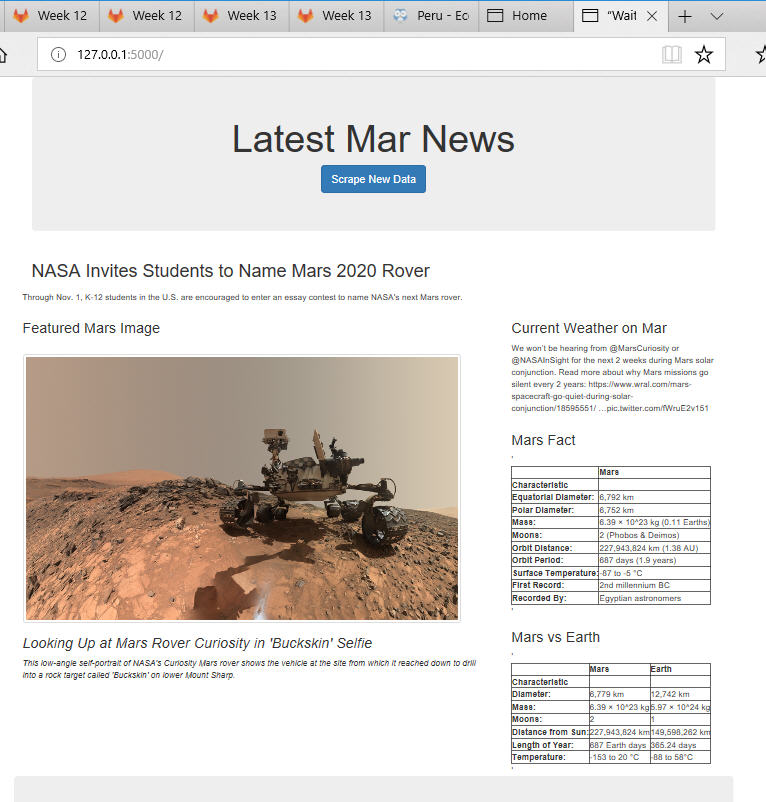 Week 12
Week 12
Week 13
Week 13
Peru - Ec
Home
“Wait
127.0.0.1:5000/
Latest Mar News
Scrape New Data
NASA Invites Students to Name Mars 2020 Rover
Through Nov. 1, K-12 students in the U.S. are encouraged to enter an essay contest to name NASA's next Mars rover.
Featured Mars Image
Looking Up at Mars Rover Curiosity in 'Buckskin' Selfie
This low-angle self-portrait of NASA's Curiosity Mars rover shows the vehicle at the site from which it reached down to drill
into a rock target called 'Buckskin' on lower Mount Sharp.
Current Weather on Mar
We won’t be hearing from @MarsCuriosity or
@NASAInSight for the next 2 weeks during Mars solar
conjunction. Read more about why Mars missions go
silent every 2 years: https://www.wral.com/mars-
spacecraft-go-quiet-during-solar-
conjunction/18595551/ …pic.twitter.com/fWruE2v151
Mars Fact
'
Mars
Characteristic
Equatorial Diameter: 6,792 km
Polar Diameter: 6,752 km
Mass: 6.39 × 10^23 kg (0.11 Earths)
Moons: 2 (Phobos & Deimos)
Orbit Distance: 227,943,824 km (1.38 AU)
Orbit Period: 687 days (1.9 years)
Surface Temperature: -87 to -5 °C
First Record: 2nd millennium BC
Recorded By: Egyptian astronomers
'
Mars vs Earth
'
Mars Earth
Characteristic
Diameter: 6,779 km 12,742 km
Mass: 6.39 × 10^23 kg 5.97 × 10^24 kg
Moons: 2 1
Distance from Sun: 227,943,824 km 149,598,262 km
Length of Year: 687 Earth days 365.24 days
Temperature: -153 to 20 °C -88 to 58°C
'